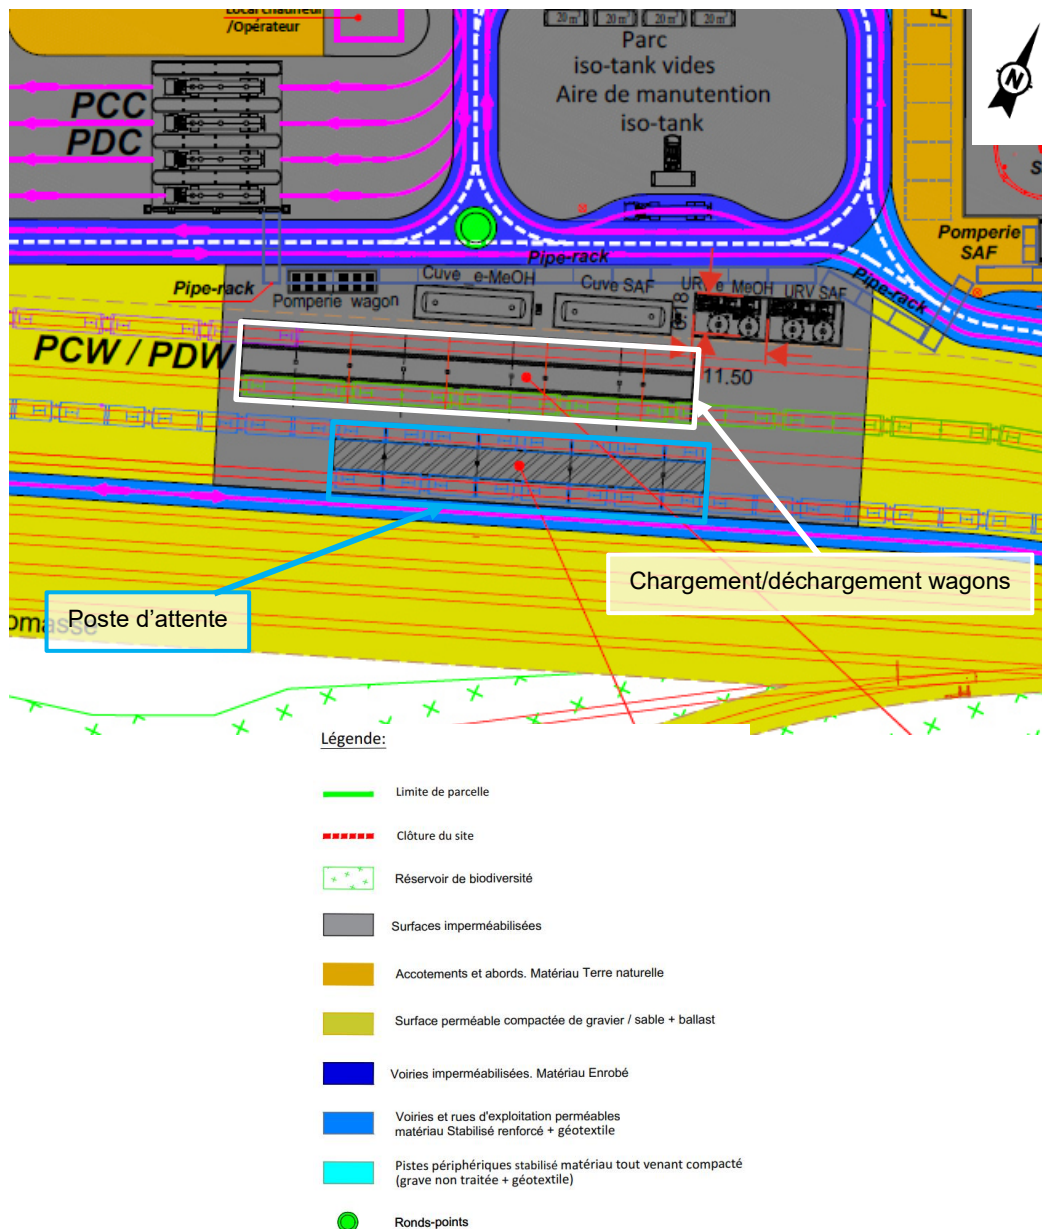 Local chauffeur
/Opérateur
20 m³
20 m³
20 m³
20 m³
Parc
iso-tank vides
Aire de manutention
iso-tank
N
PCC
PDC
Pomperie
SAF
Pipe-rack
Pipe-rack
Pipe-rack
Pomperie wagon
Cuve e-MeOH
Cuve SAF
URV e_MeOH
URV SAF
PCW / PDW
11.50
Chargement/déchargement wagons
Poste d'attente
omasse
Légende:
Limite de parcelle
Clôture du site
Réservoir de biodiversité
Surfaces imperméabilisées
Accotements et abords. Matériau Terre naturelle
Surface perméable compactée de gravier / sable + ballast
Voiries imperméabilisées. Matériau Enrobé
Voiries et rues d'exploitation perméables
matériau Stabilisé renforcé + géotextile
Pistes périphériques stabilisé matériau tout venant compacté
(grave non traitée + géotextile)
Ronds-points